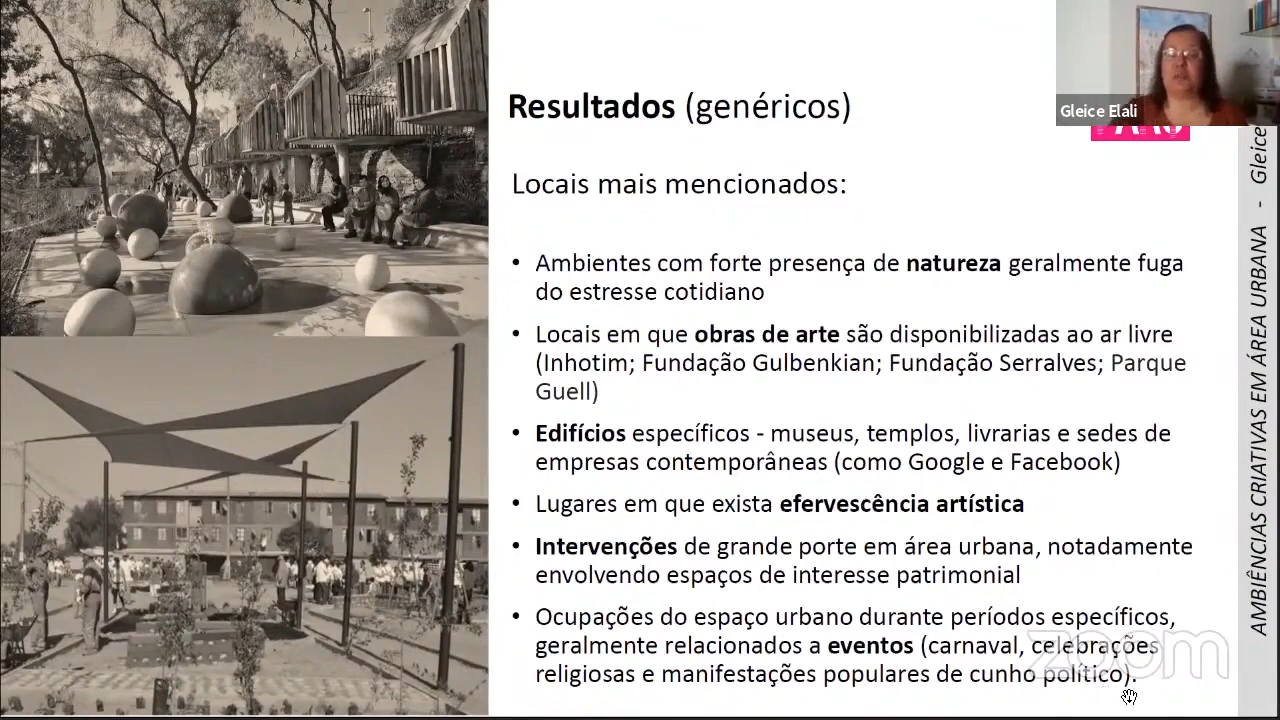 Resultados (genéricos)
Gleice Elali
Locais mais mencionados:
• Ambientes com forte presença de natureza geralmente fuga
do estresse cotidiano
• Locais em que obras de arte são disponibilizadas ao ar livre
(Inhotim; Fundação Gulbenkian; Fundação Serralves; Parque
Guell)
• Edifícios específicos - museus, templos, livrarias e sedes de
empresas contemporâneas (como Google e Facebook)
• Lugares em que exista efervescência artística
• Intervenções de grande porte em área urbana, notadamente
envolvendo espaços de interesse patrimonial
• Ocupações do espaço urbano durante períodos específicos,
geralmente relacionados a eventos (carnaval, celebrações
religiosas e manifestações populares de cunho político).
zoom
AMBIÊNCIAS CRIATIVAS EM ÁREA URBANA - Gleice